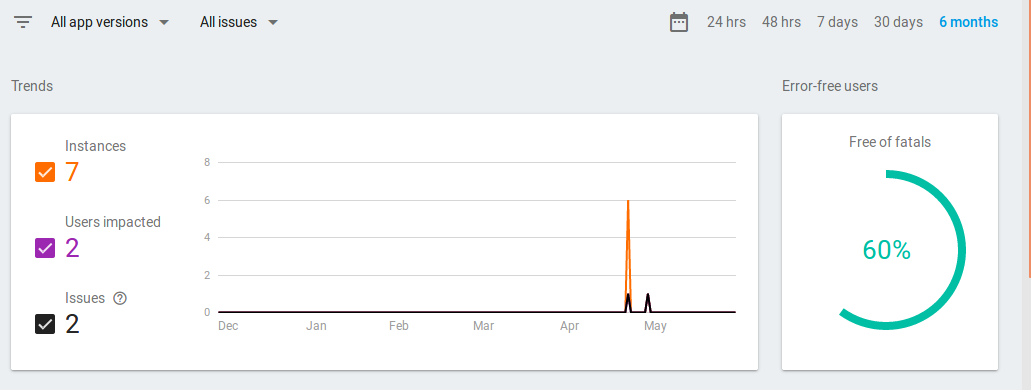 All app versions All issues 24 hrs 48 hrs 7 days 30 days 6 months
Trends
Error-free users
Instances
7
Users impacted
2
Issues ?
2
8
6
4
2
0
Dec Jan Feb Mar Apr May
Free of fatals
60%